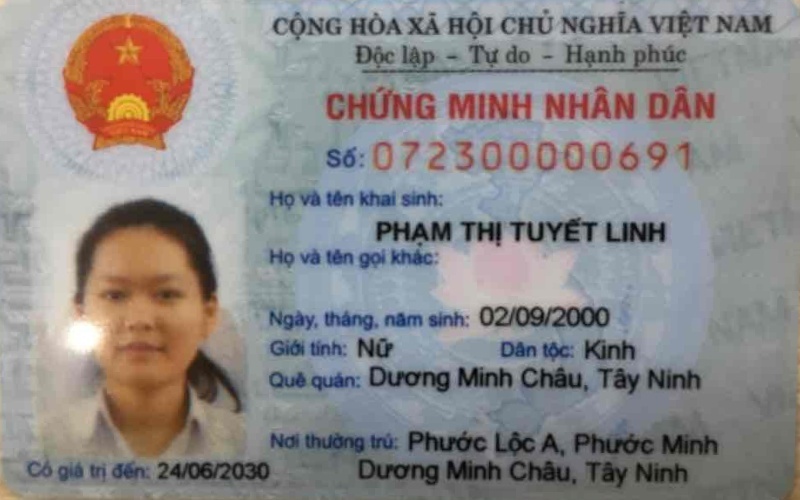 CỘNG HÒA XÃ HỘI CHỦ NGHĨA VIỆT NAM
Độc lập - Tự do - Hạnh phúc
CHỨNG MINH NHÂN DÂN
Số: 072300000691
Họ và tên khai sinh:
PHẠM THỊ TUYẾT LINH
Họ và tên gọi khác:
Ngày, tháng, năm sinh: 02/09/2000
Giới tính: Nữ Dân tộc: Kinh
Quê quán: Dương Minh Châu, Tây Ninh
Nơi thường trú: Phước Lộc A, Phước Minh
Dương Minh Châu, Tây Ninh
Có giá trị đến: 24/06/2030